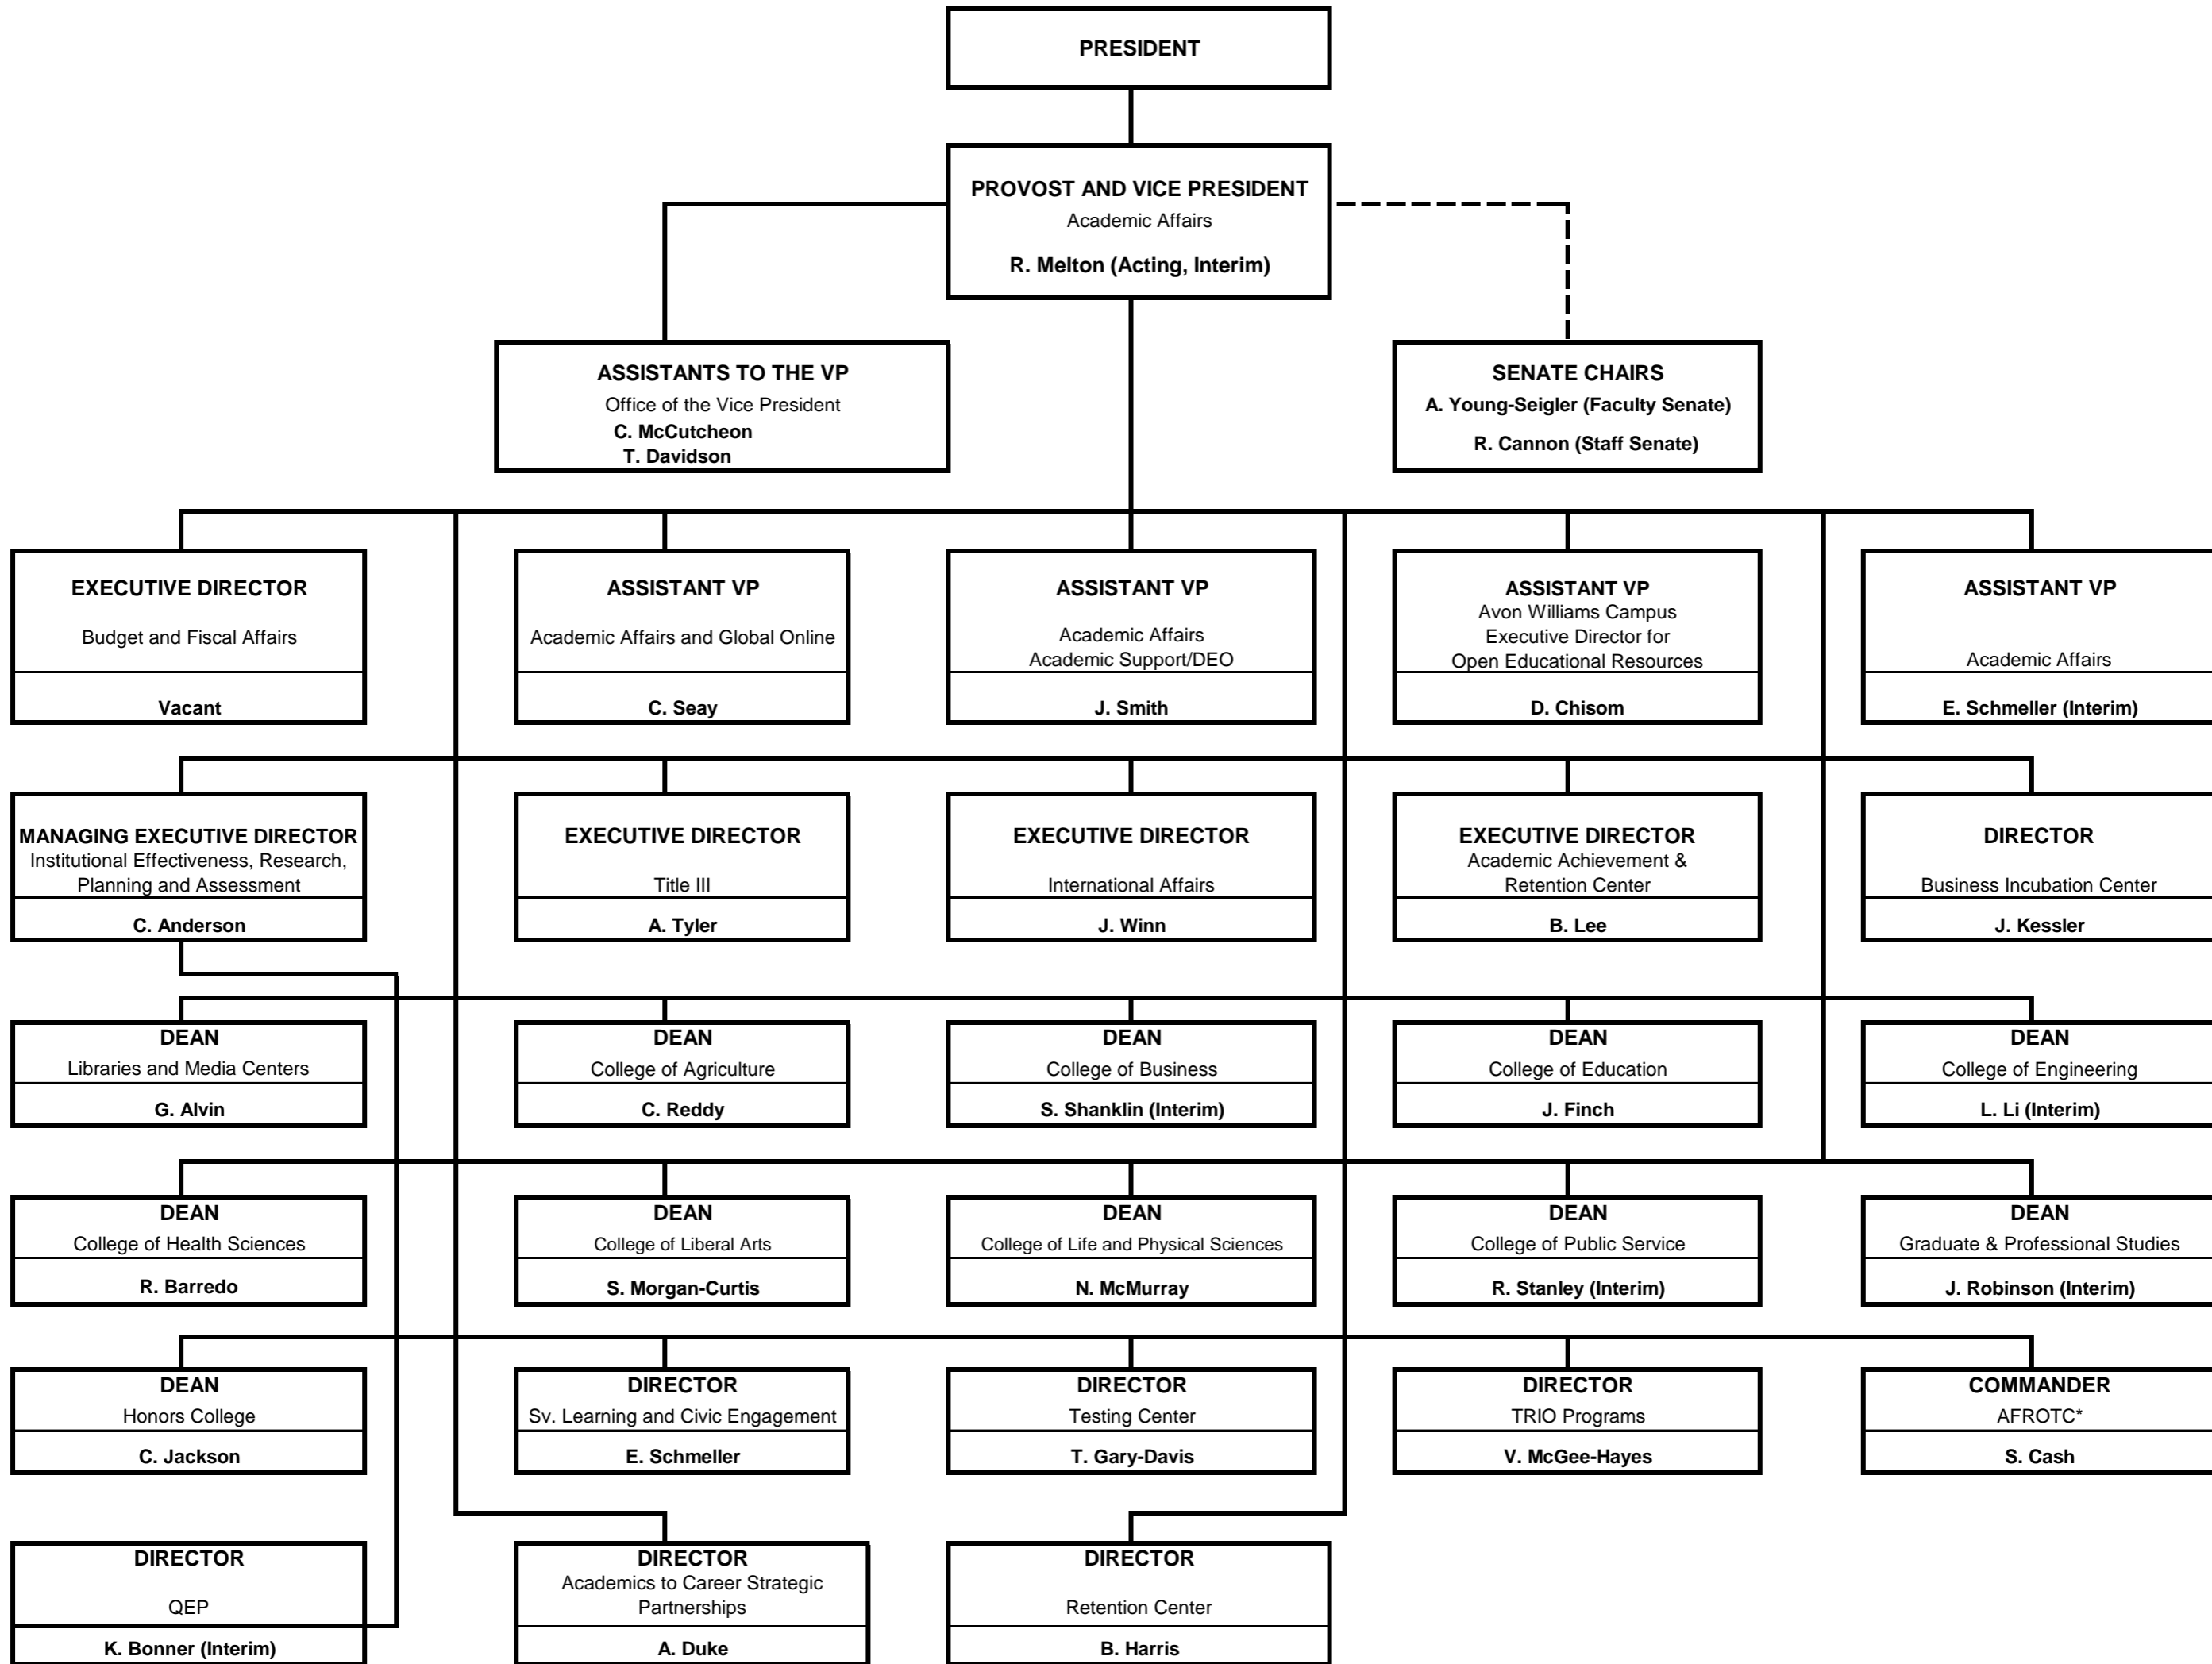 PRESIDENT
PROVOST AND VICE PRESIDENT
Academic Affairs
R. Melton (Acting, Interim)
ASSISTANTS TO THE VP
Office of the Vice President
C. McCutcheon
T. Davidson
SENATE CHAIRS
A. Young-Seigler (Faculty Senate)
R. Cannon (Staff Senate)
EXECUTIVE DIRECTOR
Budget and Fiscal Affairs
Vacant
ASSISTANT VP
Academic Affairs and Global Online
C. Seay
ASSISTANT VP
Academic Affairs
Academic Support/DEO
J. Smith
ASSISTANT VP
Avon Williams Campus
Executive Director for
Open Educational Resources
D. Chisom
ASSISTANT VP
Academic Affairs
E. Schmeller (Interim)
MANAGING EXECUTIVE DIRECTOR
Institutional Effectiveness, Research,
Planning and Assessment
C. Anderson
EXECUTIVE DIRECTOR
Title III
A. Tyler
EXECUTIVE DIRECTOR
International Affairs
J. Winn
EXECUTIVE DIRECTOR
Academic Achievement &
Retention Center
B. Lee
DIRECTOR
Business Incubation Center
J. Kessler
DEAN
Libraries and Media Centers
G. Alvin
DEAN
College of Agriculture
C. Reddy
DEAN
College of Business
S. Shanklin (Interim)
DEAN
College of Education
J. Finch
DEAN
College of Engineering
L. Li (Interim)
DEAN
College of Health Sciences
R. Barredo
DEAN
College of Liberal Arts
S. Morgan-Curtis
DEAN
College of Life and Physical Sciences
N. McMurray
DEAN
College of Public Service
R. Stanley (Interim)
DEAN
Graduate & Professional Studies
J. Robinson (Interim)
DEAN
Honors College
C. Jackson
DIRECTOR
Sv. Learning and Civic Engagement
E. Schmeller
DIRECTOR
Testing Center
T. Gary-Davis
DIRECTOR
TRIO Programs
V. McGee-Hayes
COMMANDER
AFROTC*
S. Cash
DIRECTOR
QEP
K. Bonner (Interim)
DIRECTOR
Academics to Career Strategic
Partnerships
A. Duke
DIRECTOR
Retention Center
B. Harris